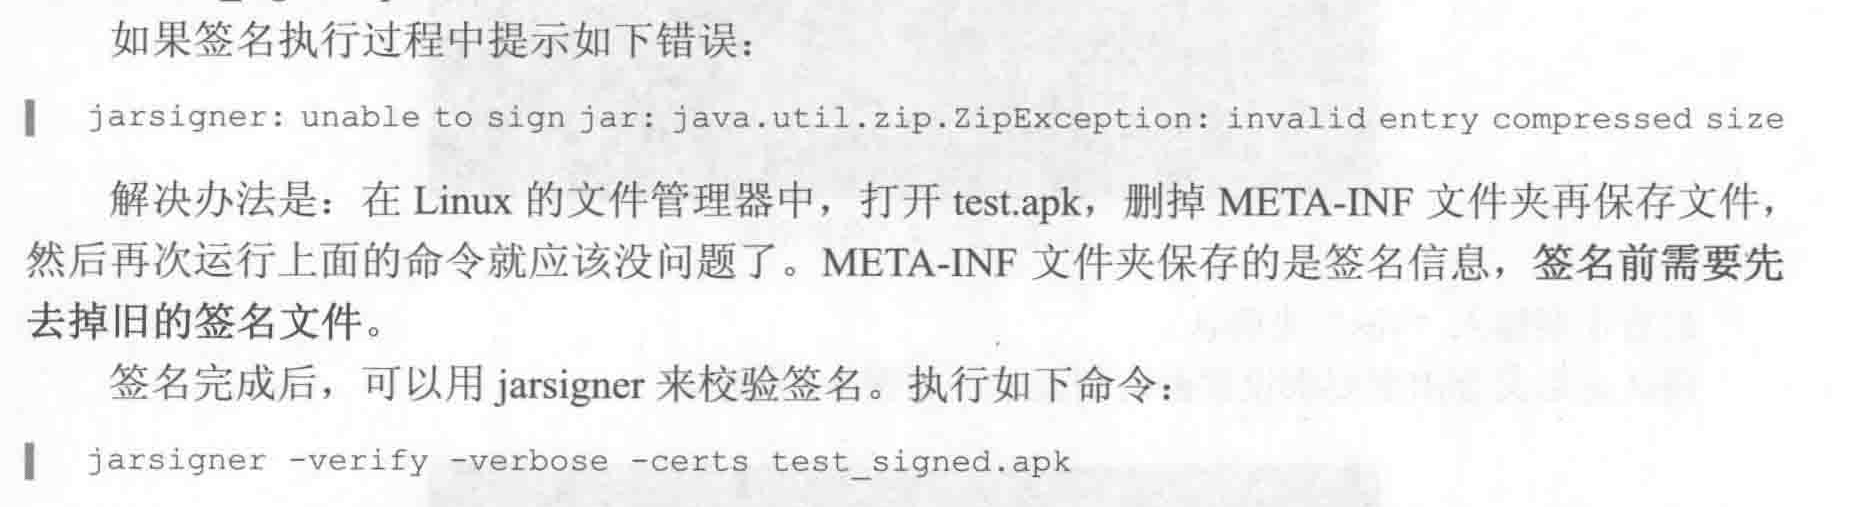 如果签名执行过程中提示如下错误：
jarsigner: unable to sign jar: java.util.zip.ZipException: invalid entry compressed size
解决办法是：在 Linux 的文件管理器中，打开 test.apk，删掉 META-INF 文件夹再保存文件，
然后再次运行上面的命令就应该没问题了。META-INF 文件夹保存的是签名信息，签名前需要先
去掉旧的签名文件。
签名完成后，可以用 jarsigner 来校验签名。执行如下命令：
jarsigner -verify -verbose -certs test_signed.apk